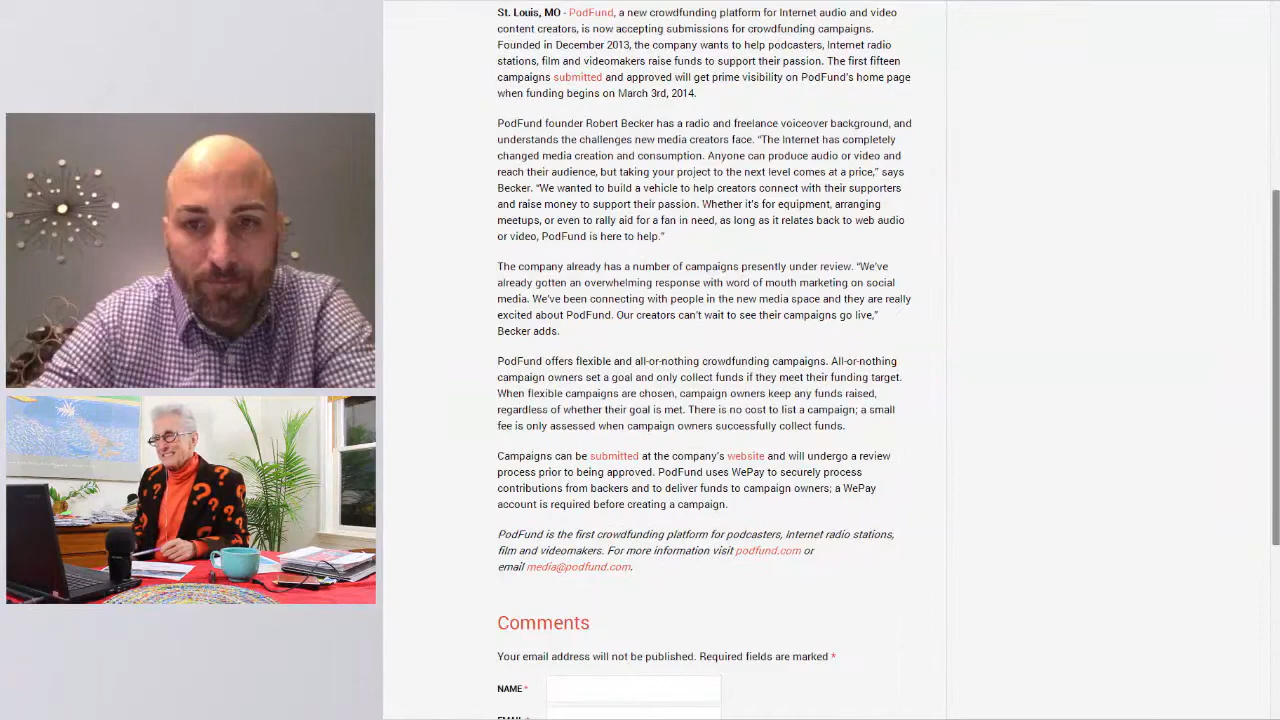 St. Louis, MO - PodFund, a new crowdfunding platform for Internet audio and video
content creators, is now accepting submissions for crowdfunding campaigns.
Founded in December 2013, the company wants to help podcasters, Internet radio
stations, film and videomakers raise funds to support their passion. The first fifteen
campaigns submitted and approved will get prime visibility on PodFund's home page
when funding begins on March 3rd, 2014.
PodFund founder Robert Becker has a radio and freelance voiceover background, and
understands the challenges new media creators face. “The Internet has completely
changed media creation and consumption. Anyone can produce audio or video and
reach their audience, but taking your project to the next level comes at a price,” says
Becker. “We wanted to build a vehicle to help creators connect with their supporters
and raise money to support their passion. Whether it's for equipment, arranging
meetups, or even to rally aid for a fan in need, as long as it relates back to web audio
or video, PodFund is here to help.”
The company already has a number of campaigns presently under review. “We've
already gotten an overwhelming response with word of mouth marketing on social
media. We've been connecting with people in the new media space and they are really
excited about PodFund. Our creators can't wait to see their campaigns go live,”
Becker adds.
PodFund offers flexible and all-or-nothing crowdfunding campaigns. All-or-nothing
campaign owners set a goal and only collect funds if they meet their funding target.
When flexible campaigns are chosen, campaign owners keep any funds raised,
regardless of whether their goal is met. There is no cost to list a campaign; a small
fee is only assessed when campaign owners successfully collect funds.
Campaigns can be submitted at the company's website and will undergo a review
process prior to being approved. PodFund uses WePay to securely process
contributions from backers and to deliver funds to campaign owners; a WePay
account is required before creating a campaign.
PodFund is the first crowdfunding platform for podcasters, Internet radio stations,
film and videomakers. For more information visit podfund.com or
email media@podfund.com.
Comments
Your email address will not be published. Required fields are marked *
NAME *